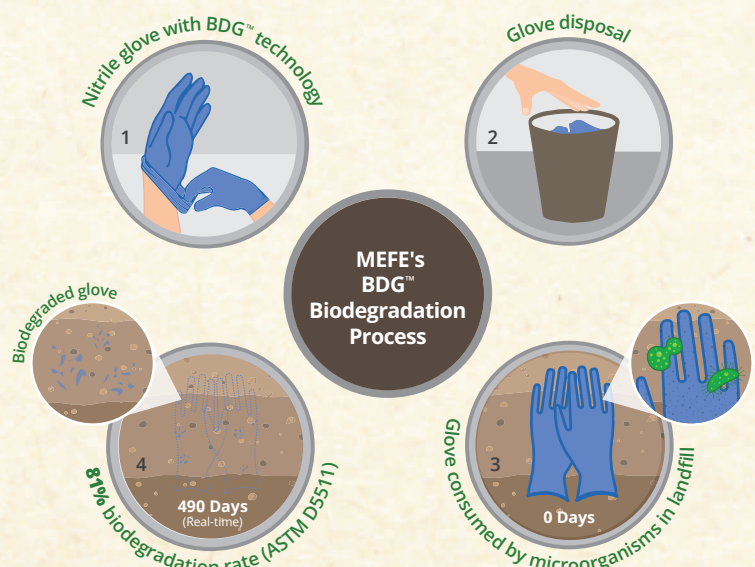 Nitrile glove with BDG™ technology
1
Glove disposal
2
MEFE's
BDG™
Biodegradation
Process
Biodegraded glove
4
490 Days
(Real-time)
81% biodegradation rate (ASTM D5511)
3
0 Days
Glove consumed by microorganisms in landfill